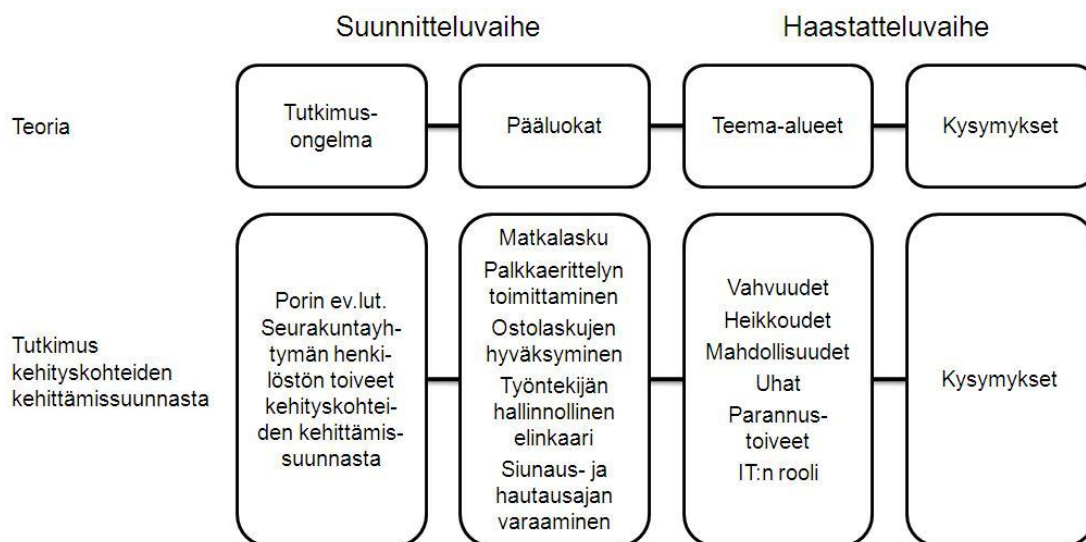 Suunnitteluvaihe
Haastatteluvaihe
Teoria
Tutkimus-
ongelma
Pääluokat
Teema-alueet
Kysymykset
Tutkimus
kehityskohteiden
kehittämissuunnasta
Porin ev.lut.
Seurakuntayh-
tymän henki-
löstön toiveet
kehityskohtei-
den kehittämis-
suunnasta
Matkalasku
Palkkaerittelyn
toimittaminen
Ostolaskujen
hyväksyminen
Työntekijän
hallinnollinen
elinkaari
Siunaus- ja
hautausajan
varaaminen
Vahvuudet
Heikkoudet
Mahdollisuudet
Uhat
Parannus-
toiveet
IT:n rooli
Kysymykset